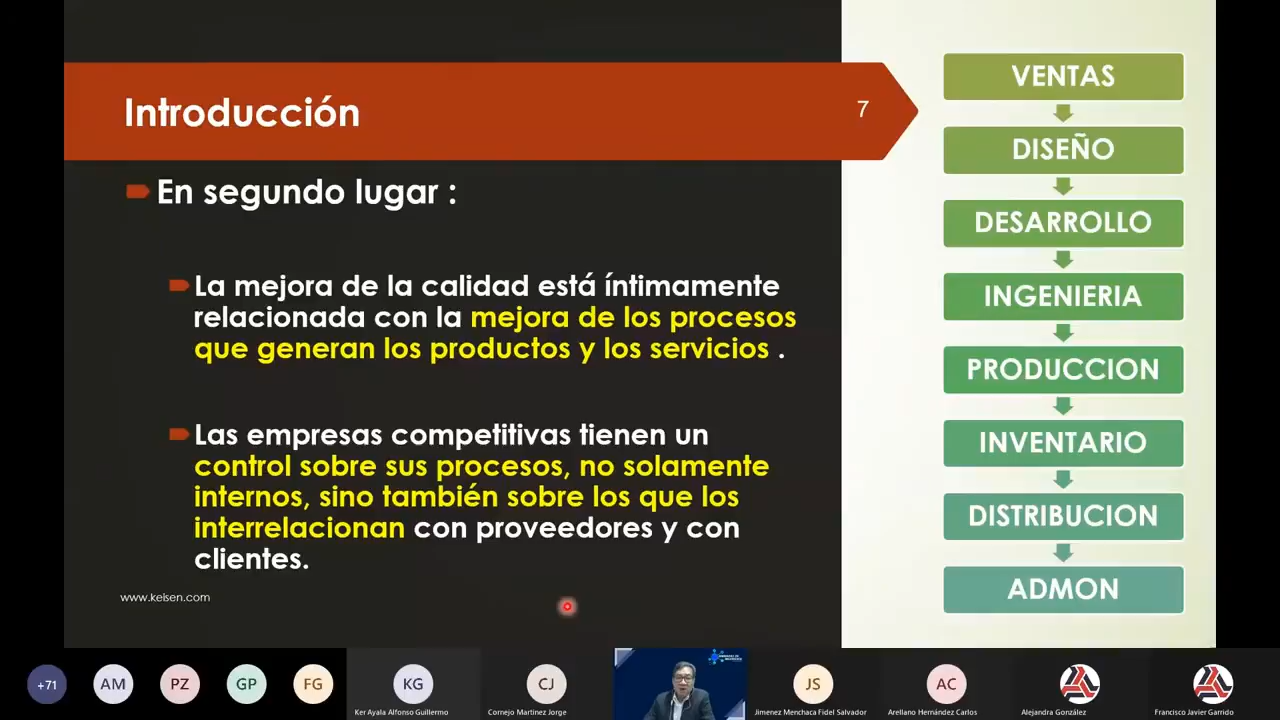 Introducción
7
En segundo lugar :
La mejora de la calidad está íntimamente
relacionada con la mejora de los procesos
que generan los productos y los servicios .
Las empresas competitivas tienen un
control sobre sus procesos, no solamente
internos, sino también sobre los que los
interrelacionan con proveedores y con
clientes.
www.kelsen.com
VENTAS
DISEÑO
DESARROLLO
INGENIERIA
PRODUCCION
INVENTARIO
DISTRIBUCION
ADMON
+71
AM
PZ
GP
FG
KG
Ker Ayala Alfonso Guillermo
CJ
Cornejo Martinez Jorge
JS
Jimenez Menchaca Fidel Salvador
AC
Arellano Hernández Carlos
Alejandra González
Francisco Javier Garrido